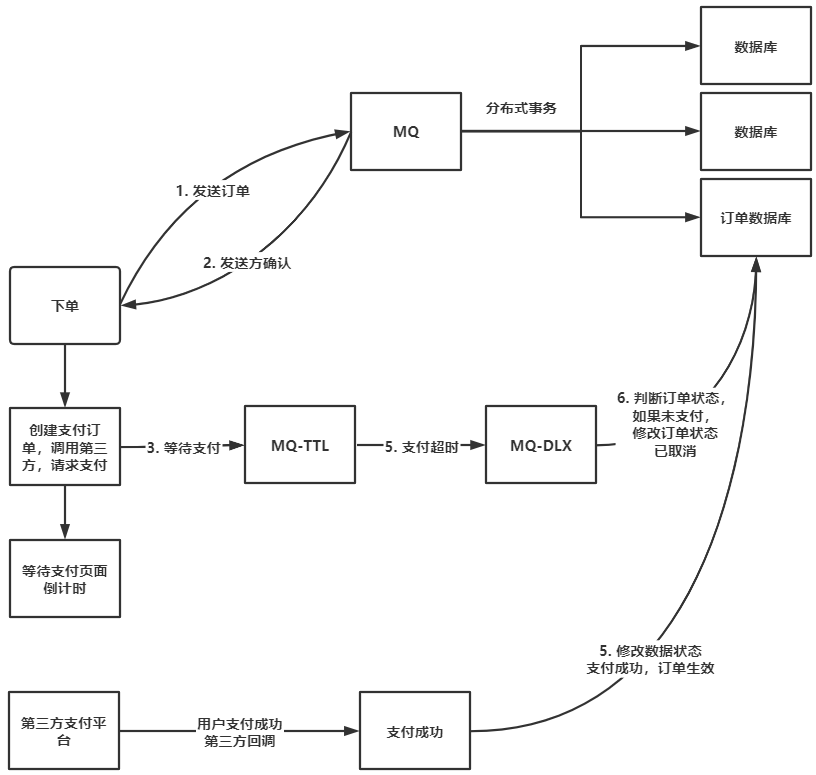 数据库
分布式事务
MQ
数据库
1. 发送订单
订单数据库
2. 发送方确认
下单
6. 判断订单状态，
如果未支付，
修改订单状态
已取消
创建支付订
单，调用第三
方，请求支付
3. 等待支付
MQ-TTL
5. 支付超时
MQ-DLX
等待支付页面
倒计时
5. 修改数据状态
支付成功，订单生效
第三方支付平
台
用户支付成功
第三方回调
支付成功